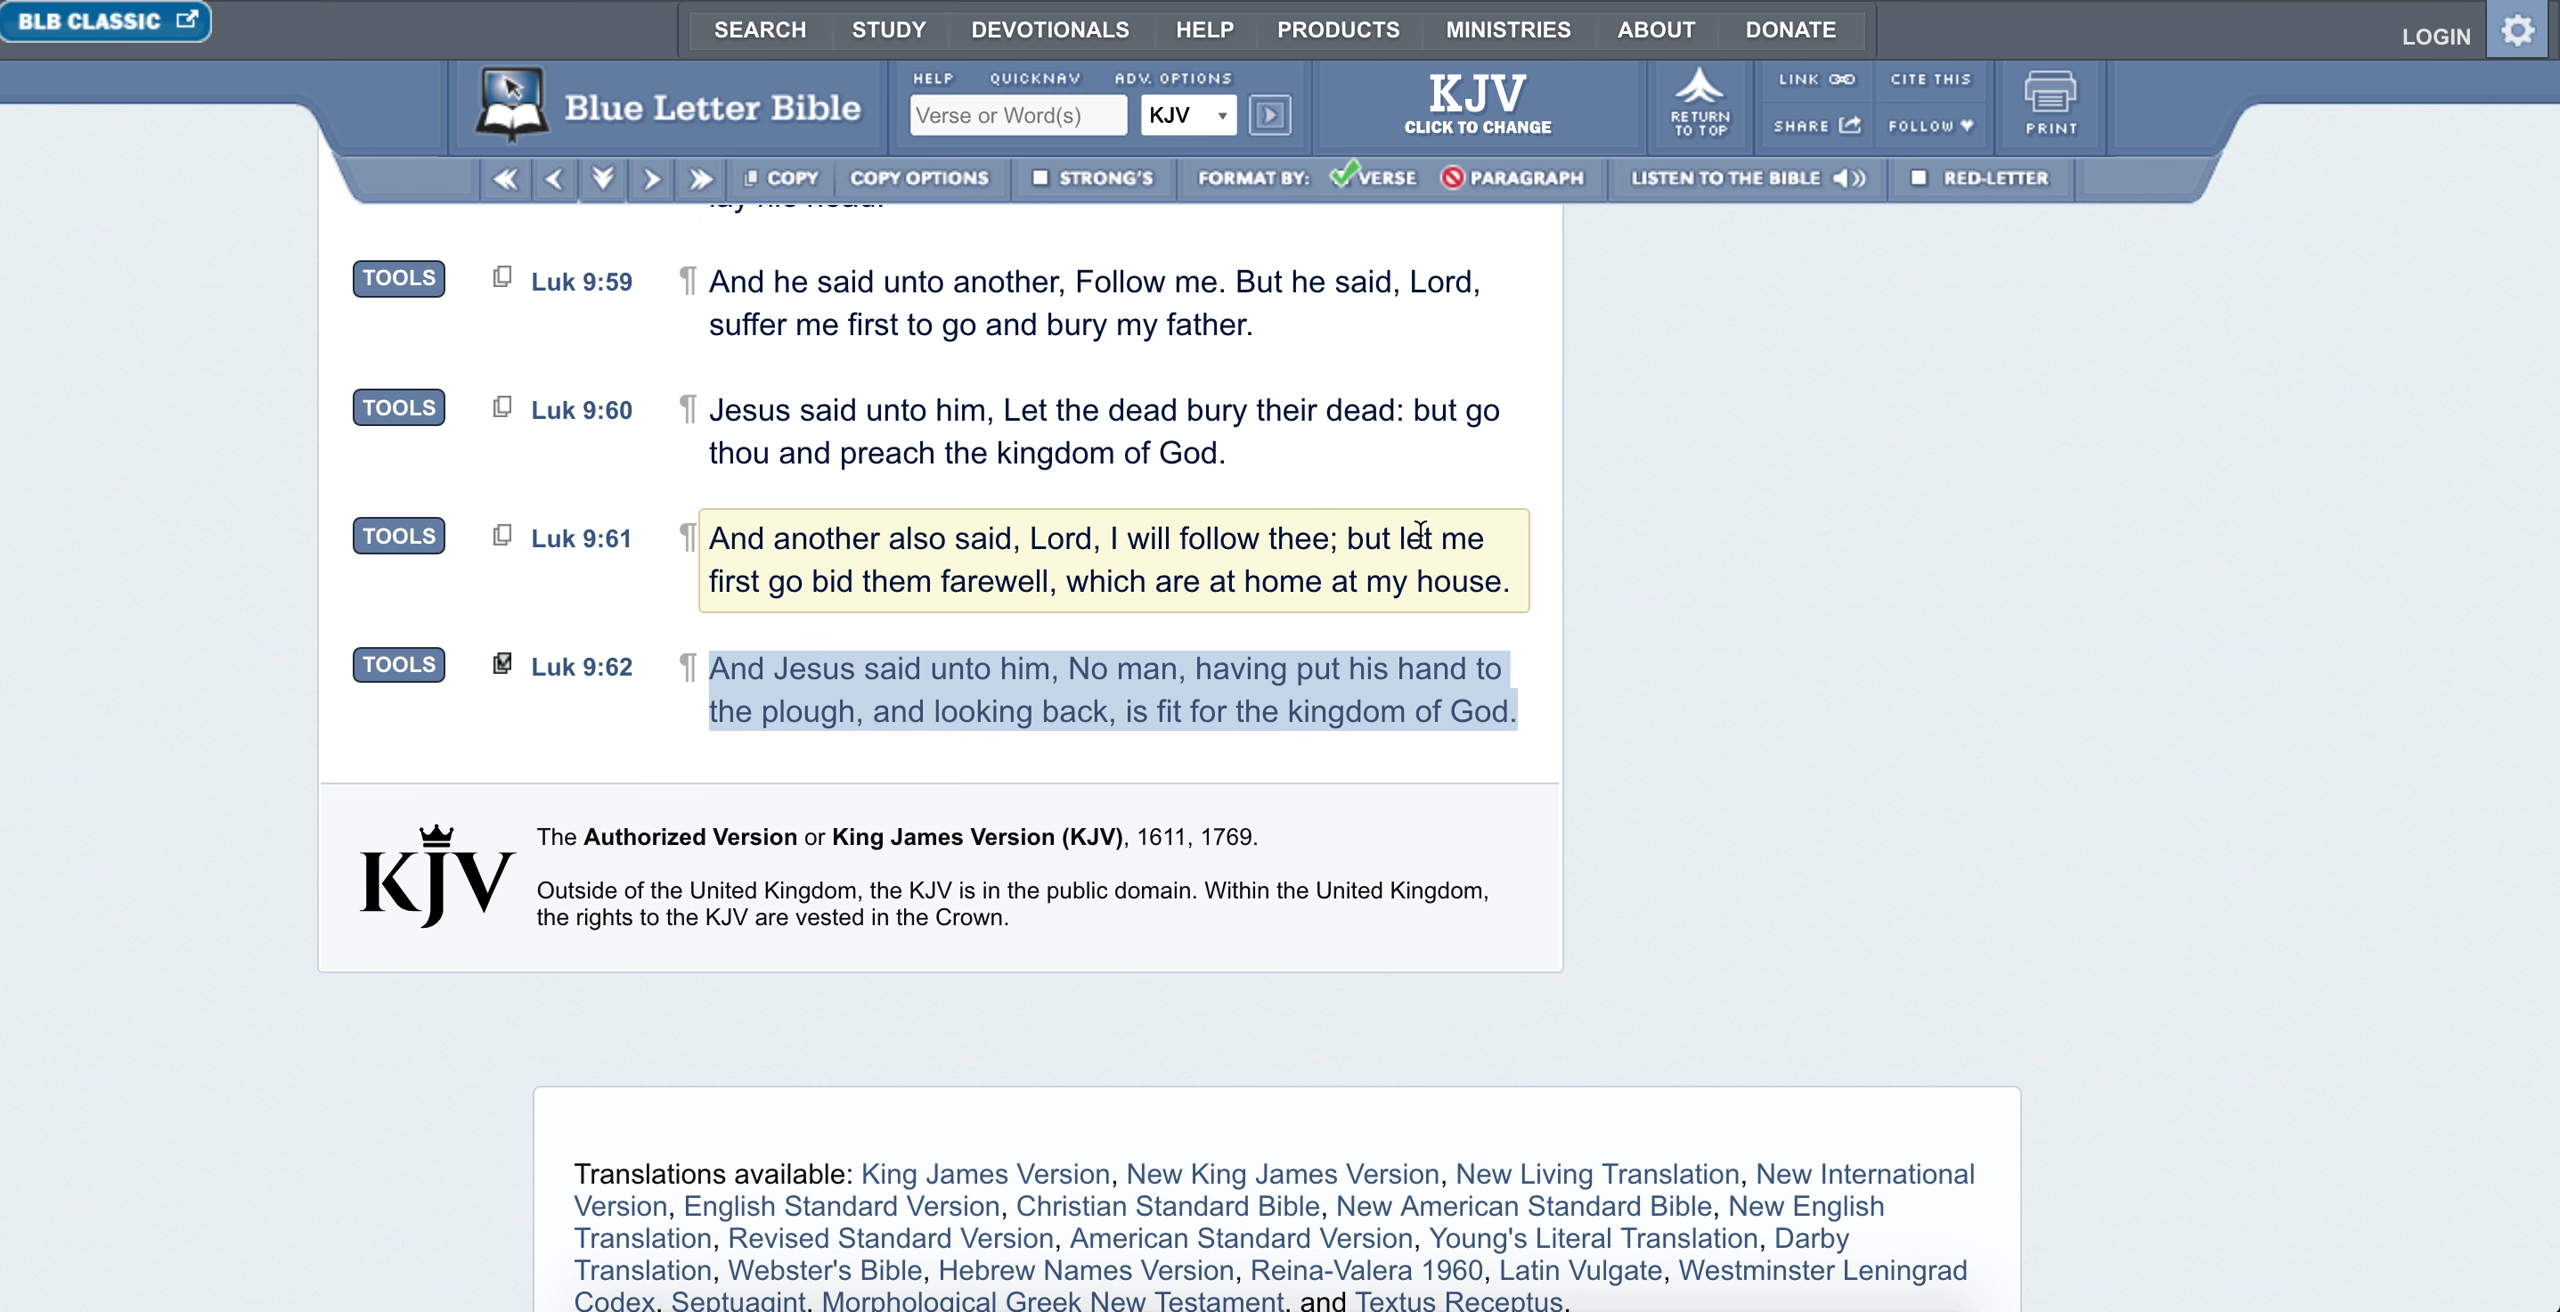 BLB CLASSIC
SEARCH STUDY DEVOTIONALS HELP PRODUCTS MINISTRIES ABOUT DONATE
LOGIN
Blue Letter Bible
HELP QUICKNAV ADV. OPTIONS
Verse or Word(s) KJV
KJV
CLICK TO CHANGE
RETURN
TO TOP
LINK CITE THIS
SHARE FOLLOW
PRINT
COPY COPY OPTIONS STRONG'S FORMAT BY: VERSE PARAGRAPH LISTEN TO THE BIBLE RED-LETTER
lay his head.
TOOLS Luk 9:59 ¶ And he said unto another, Follow me. But he said, Lord,
suffer me first to go and bury my father.
TOOLS Luk 9:60 ¶ Jesus said unto him, Let the dead bury their dead: but go
thou and preach the kingdom of God.
TOOLS Luk 9:61 ¶ And another also said, Lord, I will follow thee; but let me
first go bid them farewell, which are at home at my house.
TOOLS Luk 9:62 ¶ And Jesus said unto him, No man, having put his hand to
the plough, and looking back, is fit for the kingdom of God.
KJV
The Authorized Version or King James Version (KJV), 1611, 1769.
Outside of the United Kingdom, the KJV is in the public domain. Within the United Kingdom,
the rights to the KJV are vested in the Crown.
Translations available: King James Version, New King James Version, New Living Translation, New International
Version, English Standard Version, Christian Standard Bible, New American Standard Bible, New English
Translation, Revised Standard Version, American Standard Version, Young's Literal Translation, Darby
Translation, Webster's Bible, Hebrew Names Version, Reina-Valera 1960, Latin Vulgate, Westminster Leningrad
Codex, Septuagint, Morphological Greek New Testament, and Textus Receptus.